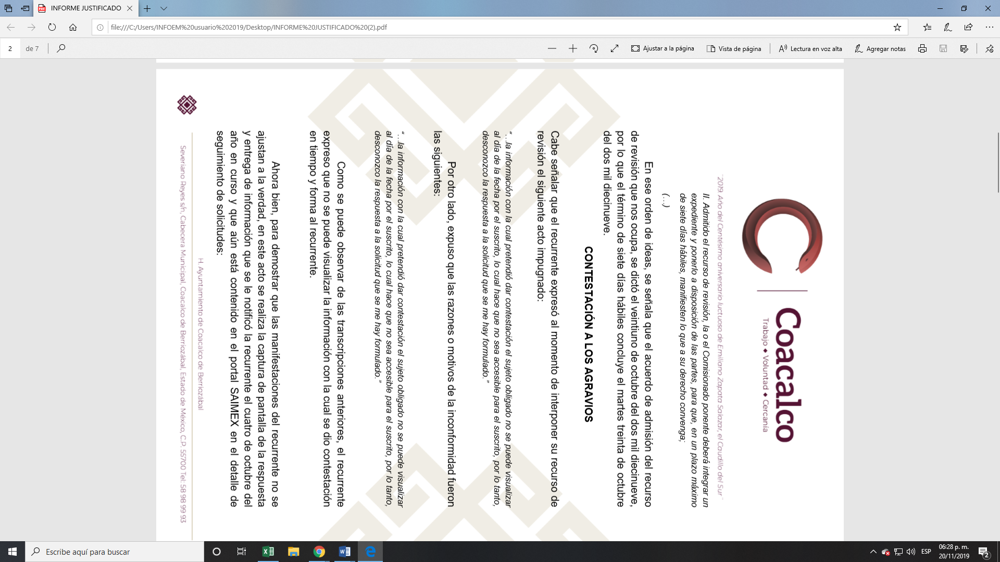 INFORME JUSTIFICADO
file:///C:/Users/INFOEM%20usuario%202019/Desktop/INFORME%20JUSTIFICADO%20(2).pdf
2 de 7
Ajustar a la página
Vista de página
Lectura en voz alta
Agregar notas
Coacalco
Trabajo ♦ Voluntad ♦ Cercanía
"2019. Año del Centésimo aniversario luctuoso de Emiliano Zapata Salazar, el Caudillo del Sur"
II. Admitido el recurso de revisión, la o el Comisionado ponente deberá integrar un
expediente y ponerlo a disposición de las partes, para que, en un plazo máximo
de siete días hábiles, manifiesten lo que a su derecho convenga;
(…)
En ese orden de ideas, se señala que el acuerdo de admisión del recurso
de revisión que nos ocupa, se dictó el veintiuno de octubre del dos mil diecinueve,
por lo que el término de siete días hábiles concluye el martes treinta de octubre
del dos mil diecinueve.
CONTESTACIÓN A LOS AGRAVIOS
Cabe señalar que el recurrente expresó al momento de interponer su recurso de
revisión el siguiente acto impugnado:
“…la información con la cual pretendió dar contestación el sujeto obligado no se puede visualizar
al día de la fecha por el suscrito, lo cual hace que no sea accesible para el suscrito, por lo tanto,
desconozco la respuesta a la solicitud que se me hay formulado.”
Por otro lado, expuso que las razones o motivos de la inconformidad fueron
las siguientes:
“…la información con la cual pretendió dar contestación el sujeto obligado no se puede visualizar
al día de la fecha por el suscrito, lo cual hace que no sea accesible para el suscrito, por lo tanto,
desconozco la respuesta a la solicitud que se me hay formulado.”
Como se puede observar de las transcripciones anteriores, el recurrente
expreso que no se puede visualizar la información con la cual se dio contestación
en tiempo y forma al recurrente.
Ahora bien, para demostrar que las manifestaciones del recurrente no se
ajustan a la verdad, en este acto se realiza la captura de pantalla de la respuesta
y entrega de información que se le notificó la recurrente el cuatro de octubre del
año en curso y que aún está contenido en el portal SAIMEX en el detalle de
seguimiento de solicitudes:
H. Ayuntamiento de Coacalco de Berriozábal
Severiano Reyes s/n, Cabecera Municipal, Coacalco de Berriozábal, Estado de México, C.P. 55700 Tel: 58 98 99 93
Escribe aquí para buscar
ESP
06:28 p. m.
20/11/2019
2